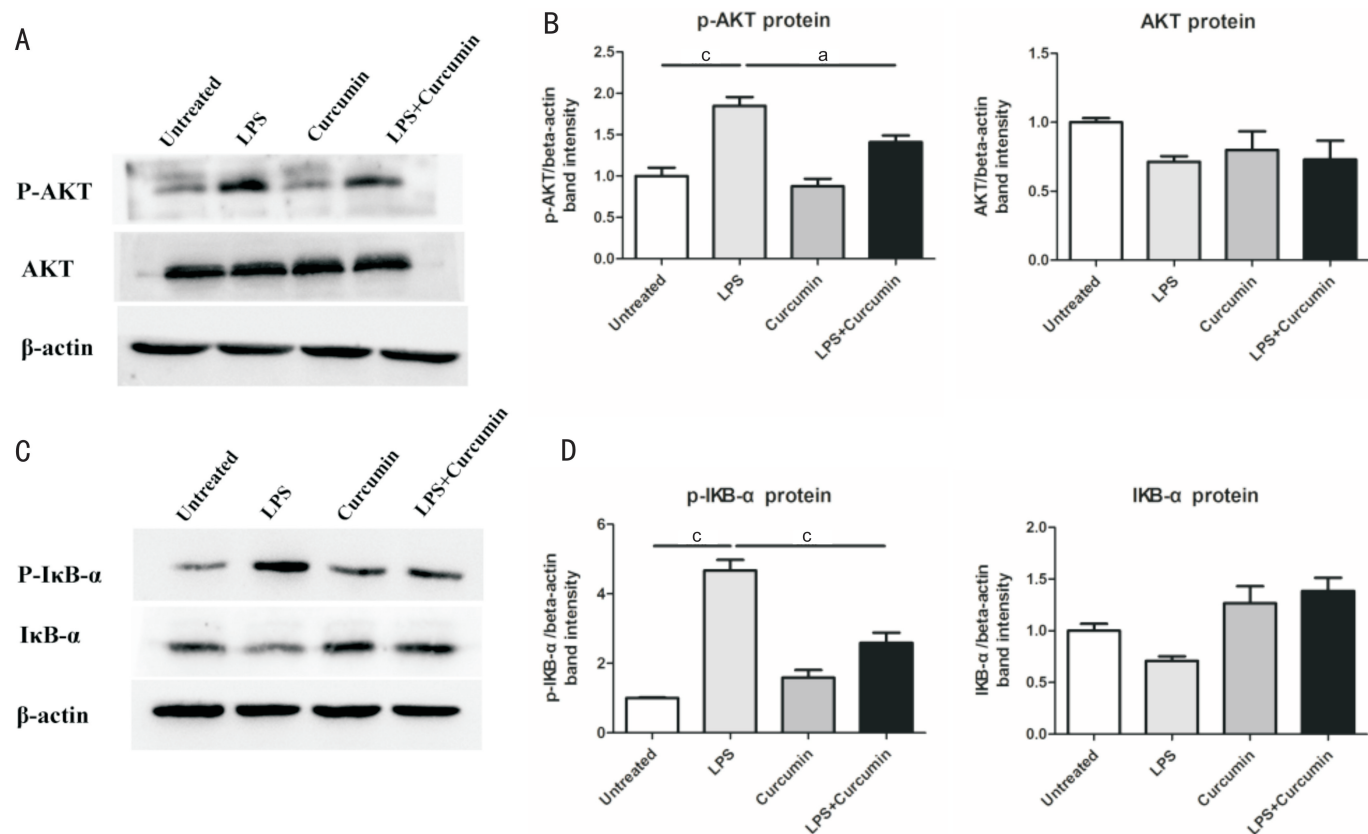 A
Untreated
LPS
Curcumin
LPS+Curcumin
P-AKT
AKT
β-actin
B
p-AKT protein
p-AKT/beta-actin
band intensity
2.5
2.0
1.5
1.0
0.5
0.0
c
a
Untreated
LPS
Curcumin
LPS+Curcumin
AKT protein
AKT/beta-actin
band intensity
1.5
1.0
0.5
0.0
Untreated
LPS
Curcumin
LPS+Curcumin
C
Untreated
LPS
Curcumin
LPS+Curcumin
P-IκB-α
IκB-α
β-actin
D
p-IKB-α protein
p-IKB-α/beta-actin
band intensity
6
4
2
0
c
c
Untreated
LPS
Curcumin
LPS+Curcumin
IKB-α protein
IKB-α/beta-actin
band intensity
2.0
1.5
1.0
0.5
0.0
Untreated
LPS
Curcumin
LPS+Curcumin